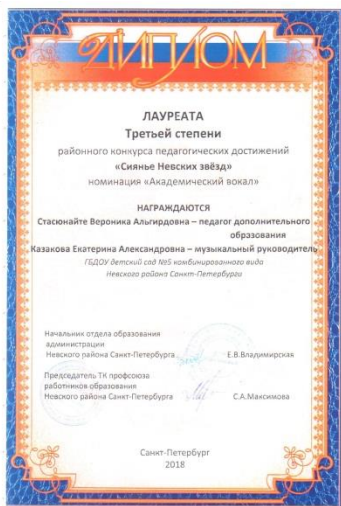 ДИПЛОМ
ЛАУРЕАТА
Третьей степени
районного конкурса педагогических достижений
«Сиянье Невских звёзд»
номинация «Академический вокал»
НАГРАЖДАЮТСЯ
Стасюнайте Вероника Альгирдовна – педагог дополнительного
образования
Казакова Екатерина Александровна – музыкальный руководитель
ГБДОУ детский сад №5 комбинированного вида
Невского района Санкт-Петербурга
Начальник отдела образования
администрации
Невского района Санкт-Петербурга
Е.В.Владимирская
Председатель ТК профсоюза
работников образования
Невского района Санкт-Петербурга
С.А.Максимова
Санкт-Петербург
2018